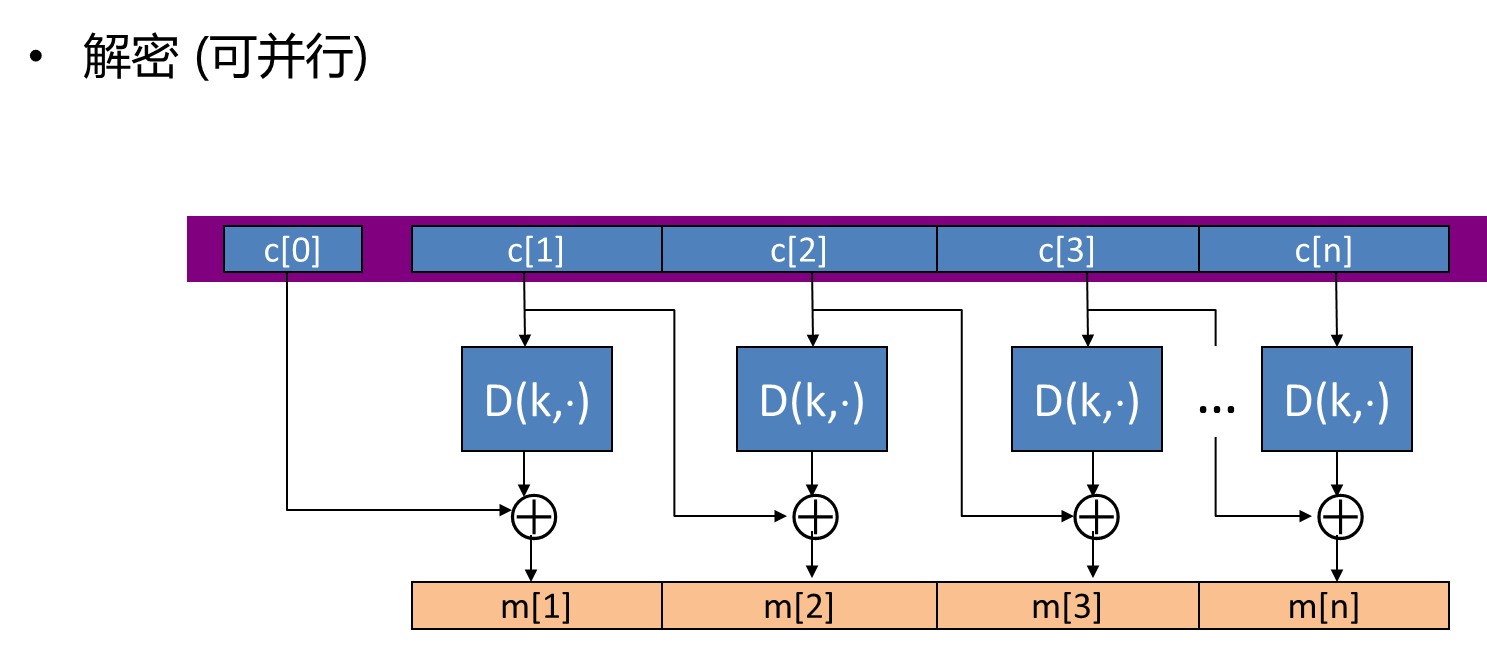 • 解密 (可并行)
c[0] c[1] c[2] c[3] c[n]
D(k,·) D(k,·) D(k,·) ... D(k,·)
m[1] m[2] m[3] m[n]